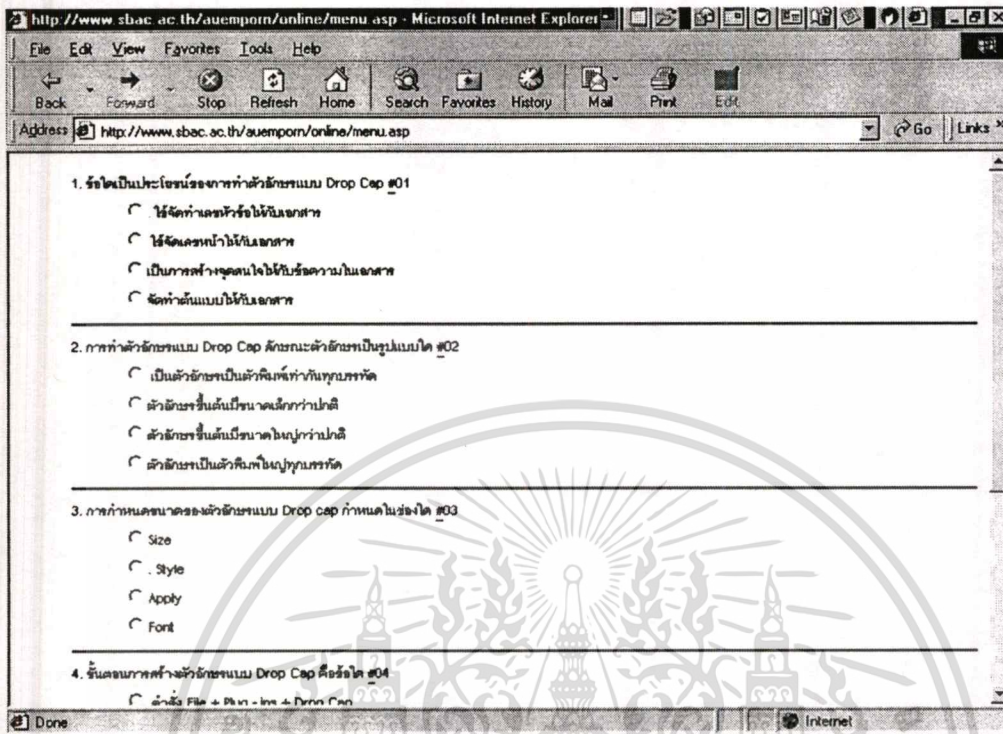 http://www.sbac.ac.th/auemporn/online/menu.asp - Microsoft Internet Explorer
File Edit View Favorites Tools Help
Back Forward Stop Refresh Home Search Favorites History Mail Print Edit
Address http://www.sbac.ac.th/auemporn/online/menu.asp Go Links
1. ข้อใดเป็นประโยชน์ของการทำตัวอักษรแบบ Drop Cap #01
. ใช้จัดทำเลขหัวข้อให้กับเอกสาร
ใช้จัดเลขหน้าให้กับเอกสาร
เป็นการสร้างจุดสนใจให้กับข้อความในเอกสาร
จัดทำต้นแบบให้กับเอกสาร
2. การทำตัวอักษรแบบ Drop Cap ลักษณะตัวอักษรเป็นรูปแบบใด #02
เป็นตัวอักษรเป็นตัวพิมพ์เท่ากันทุกบรรทัด
ตัวอักษรขึ้นต้นมีขนาดเล็กกว่าปกติ
ตัวอักษรขึ้นต้นมีขนาดใหญ่กว่าปกติ
ตัวอักษรเป็นตัวพิมพ์ใหญ่ทุกบรรทัด
3. การกำหนดขนาดของตัวอักษรแบบ Drop cap กำหนดในช่องใด #03
Size
. Style
Apply
Font
4. ขั้นตอนการสร้างตัวอักษรแบบ Drop Cap คือข้อใด #04
คำสั่ง File + Plug - ins + Drop Cap
Done Internet